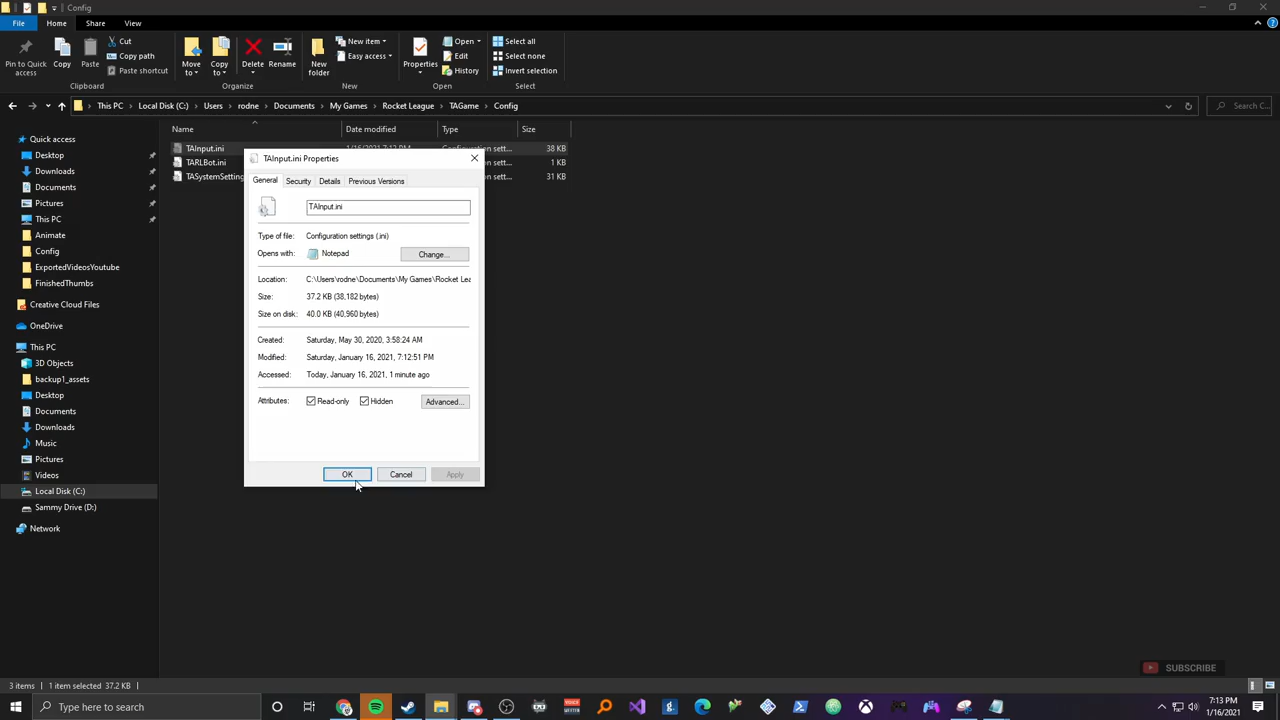 Config
File
Home
Share
View
Pin to Quick access
Copy
Paste
Cut
Copy path
Paste shortcut
Clipboard
Move to
Copy to
Delete
Rename
Organize
New folder
New item
Easy access
New
Properties
Open
Edit
History
Open
Select all
Select none
Invert selection
Select
This PC
Local Disk (C:)
Users
rodne
Documents
My Games
Rocket League
TAGame
Config
Search C...
Name
Date modified
Type
Size
Quick access
Desktop
Downloads
Documents
Pictures
This PC
Animate
Config
ExportedVideosYoutube
FinishedThumbs
Creative Cloud Files
OneDrive
This PC
3D Objects
backup1_assets
Desktop
Documents
Downloads
Music
Pictures
Videos
Local Disk (C:)
Sammy Drive (D:)
Network
TAInput.ini
38 KB
TARLBot.ini
on sett...
1 KB
TASystemSetting
on sett...
31 KB
TAInput.ini Properties
General
Security
Details
Previous Versions
TAInput.ini
Type of file:
Configuration settings (.ini)
Opens with:
Notepad
Change...
Location:
C:\Users\rodne\Documents\My Games\Rocket Lea
Size:
37.2 KB (38,182 bytes)
Size on disk:
40.0 KB (40,960 bytes)
Created:
Saturday, May 30, 2020, 3:58:24 AM
Modified:
Saturday, January 16, 2021, 7:12:51 PM
Accessed:
Today, January 16, 2021, 1 minute ago
Attributes:
Read-only
Hidden
Advanced...
OK
Cancel
Apply
SUBSCRIBE
3 items
1 item selected 37.2 KB
Type here to search
7:13 PM
1/16/2021